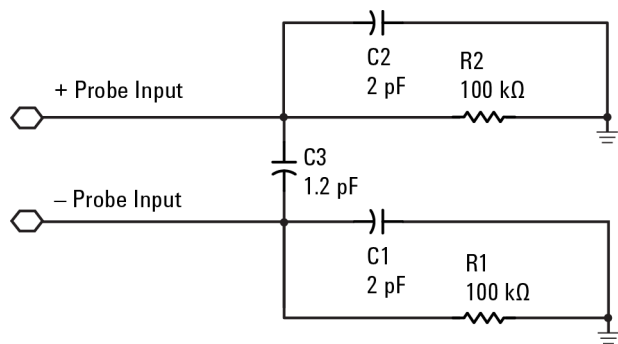 C2
2 pF
R2
100 kΩ
+ Probe Input
C3
1.2 pF
– Probe Input
C1
2 pF
R1
100 kΩ